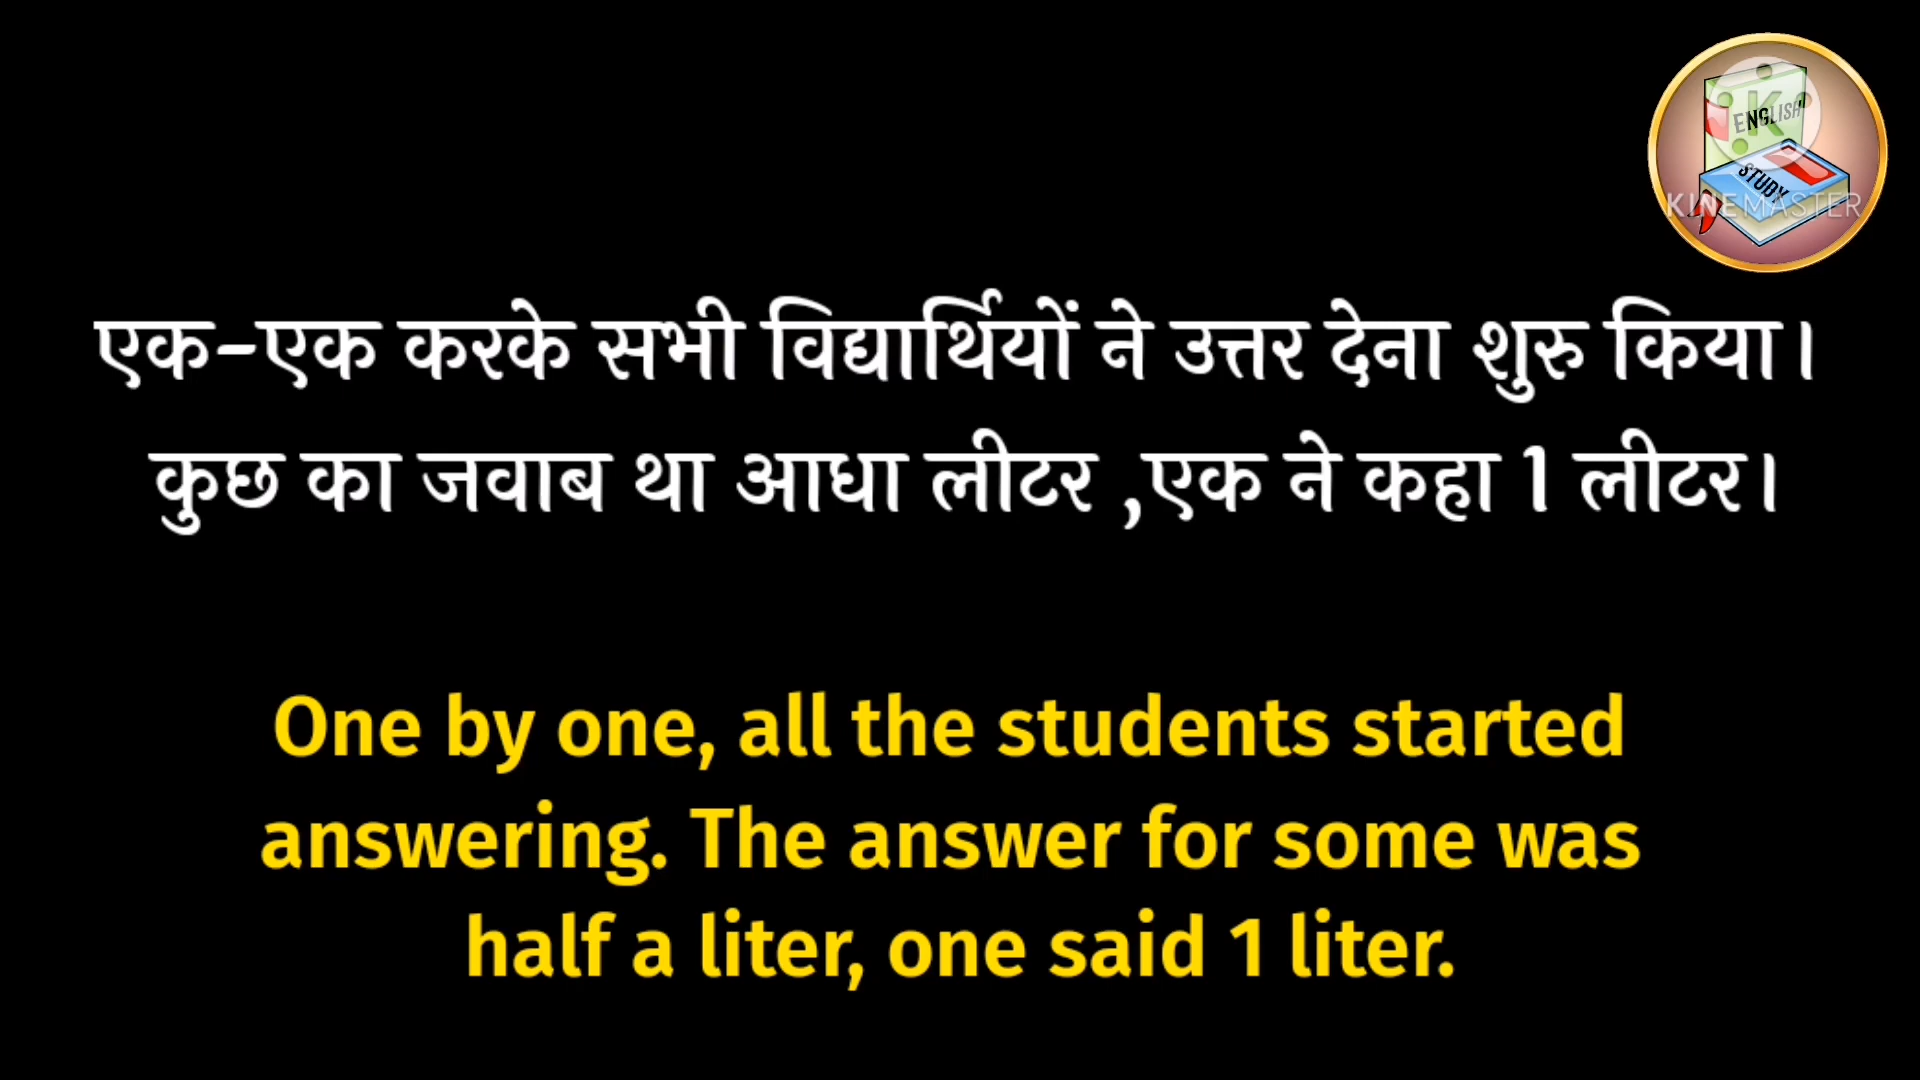 ENGLISH
STUDY
KINEMASTER
एक-एक करके सभी विद्यार्थियों ने उत्तर देना शुरु किया।
कुछ का जवाब था आधा लीटर ,एक ने कहा 1 लीटर।
One by one, all the students started
answering. The answer for some was
half a liter, one said 1 liter.